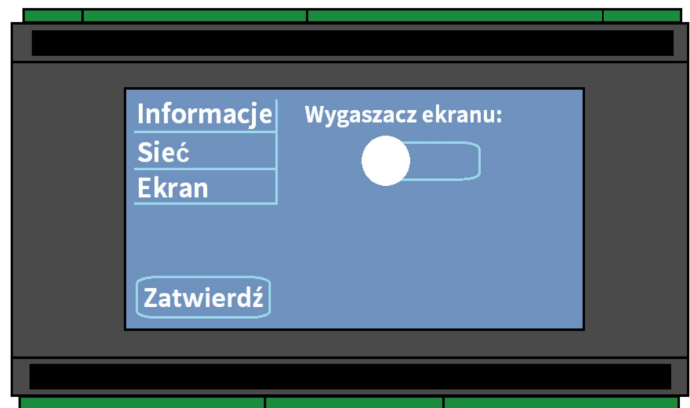 Informacje
Sieć
Ekran
Zatwierdź
Wygaszacz ekranu: